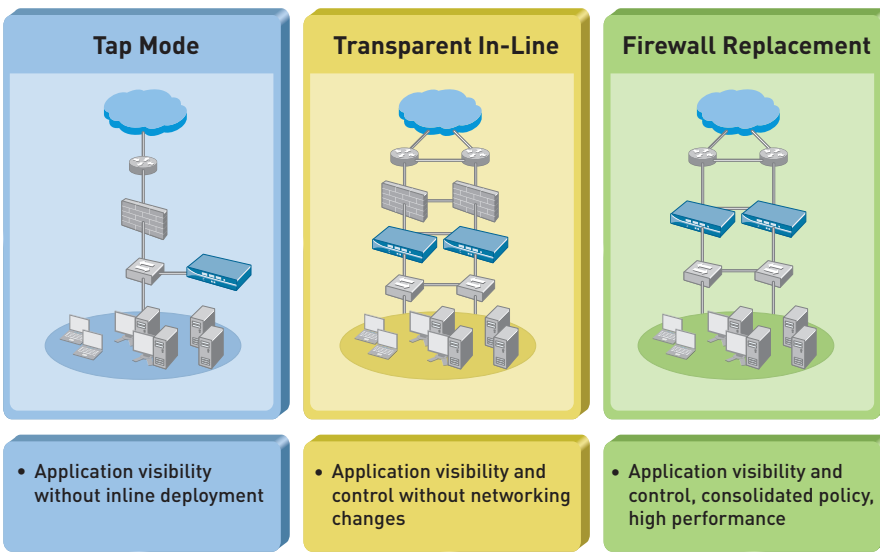 Tap Mode
Transparent In-Line
Firewall Replacement
• Application visibility
without inline deployment
• Application visibility and
control without networking
changes
• Application visibility and
control, consolidated policy,
high performance